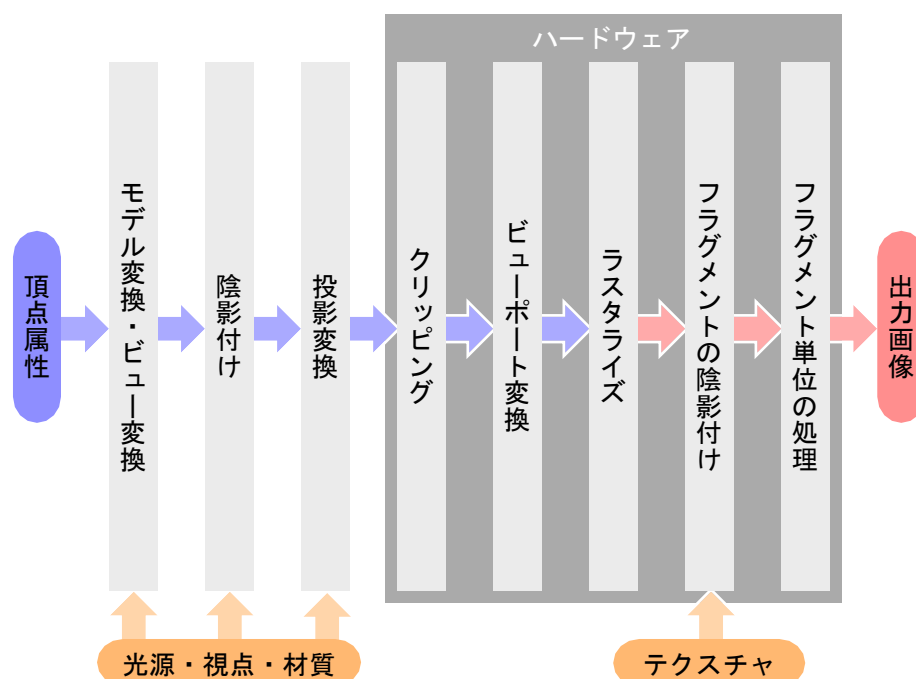 ハードウェア
頂点属性
モデル変換・ビュー変換
陰影付け
投影変換
クリッピング
ビューポート変換
ラスタライズ
フラグメントの陰影付け
フラグメント単位の処理
出力画像
光源・視点・材質
テクスチャ